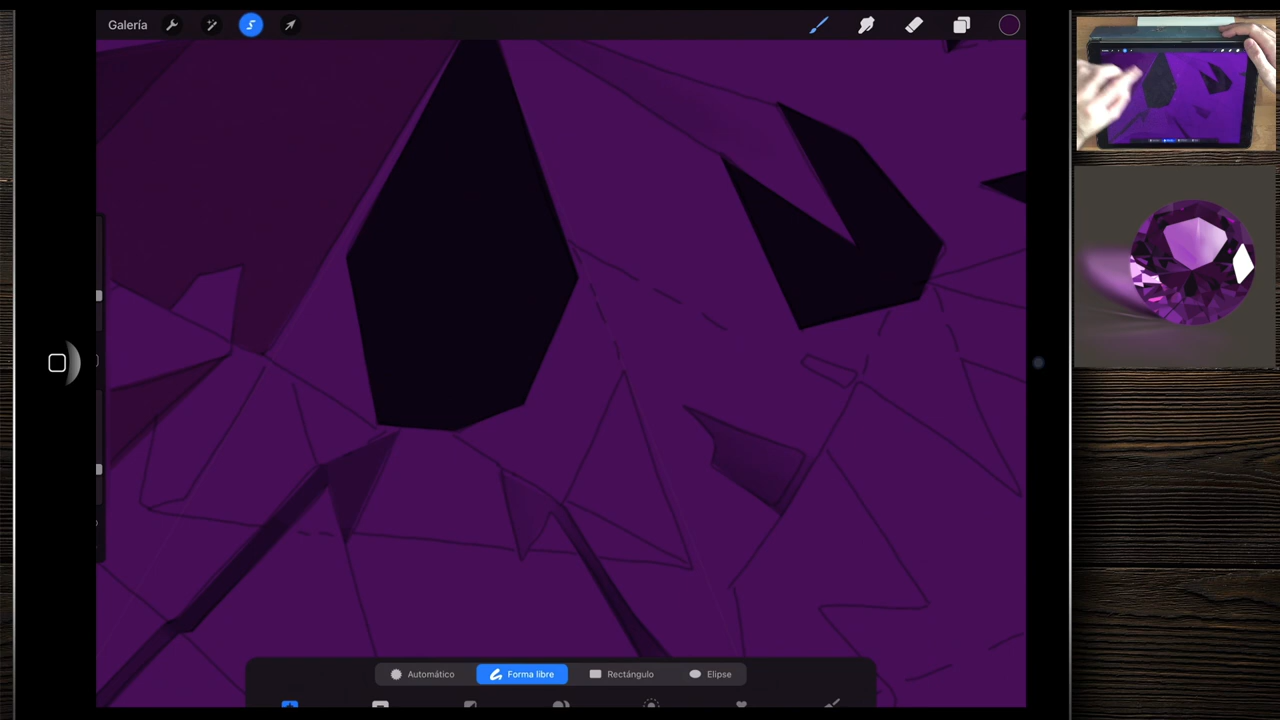 Galería
Automático
Forma libre
Rectángulo
Elipse